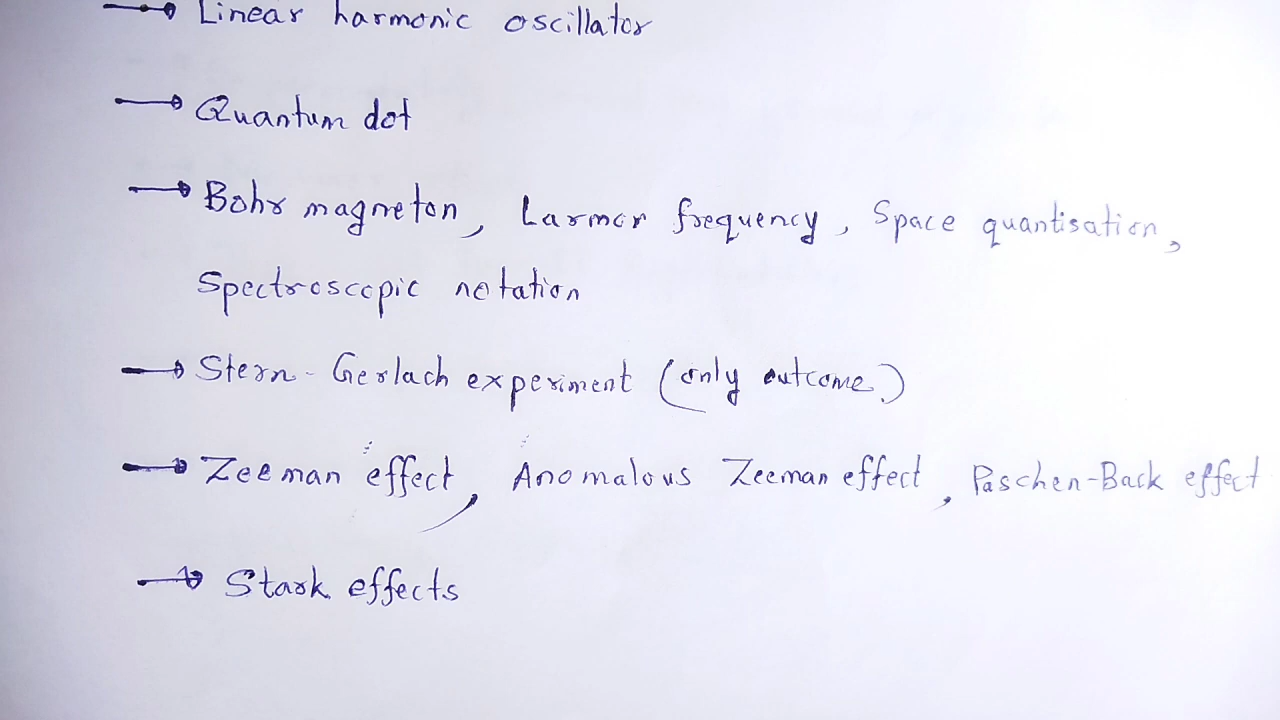 → Linear harmonic oscillator
→ Quantum dot
→ Bohr magneton, Larmor frequency, Space quantisation,
Spectroscopic notation
→ Stern-Gerlach experiment (only outcome)
→ Zeeman effect, Anomalous Zeeman effect, Paschen-Back effect
→ Stark effects